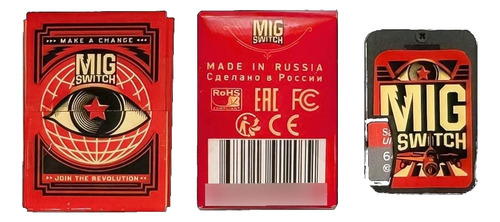 MAKE A CHANGE
MIG
SWITCH
JOIN THE REVOLUTION
MIG
SWITCH
MADE IN RUSSIA
Сделано в России
RoHS
EAC FC
CE
MIG
SWITCH